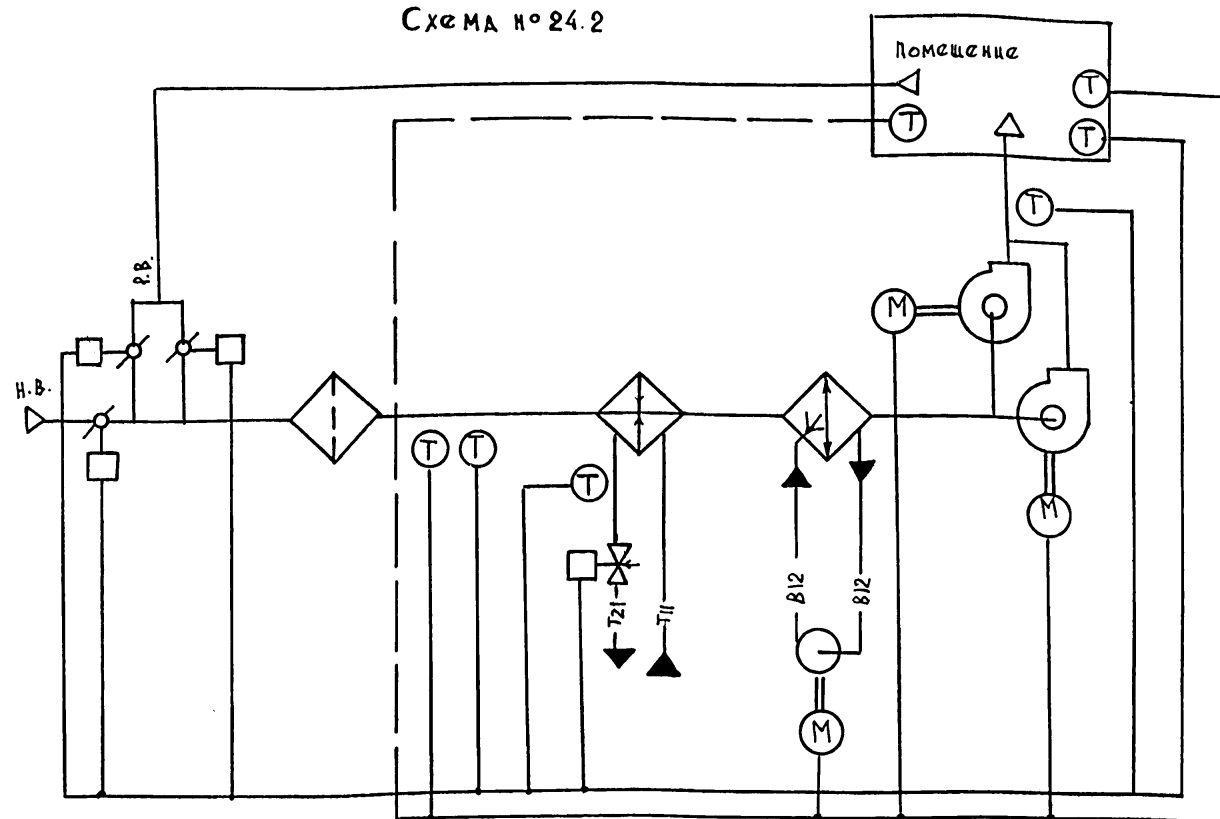 Схема № 24.2
Помещение
Т
Т
Т
Т
Р.В.
М
Н.В.
М
Т
Т
Т
В12
В12
Т21
Т11
М